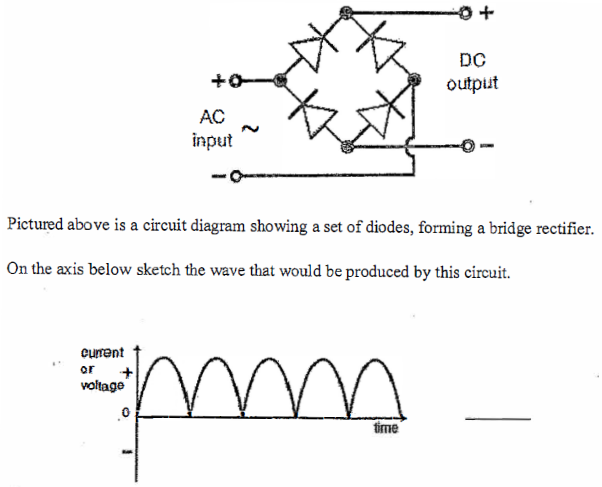 +
DC
output
+
AC
input
~
−
−
Pictured above is a circuit diagram showing a set of diodes, forming a bridge rectifier.
On the axis below sketch the wave that would be produced by this circuit.
current
or
voltage
+
0
−
time